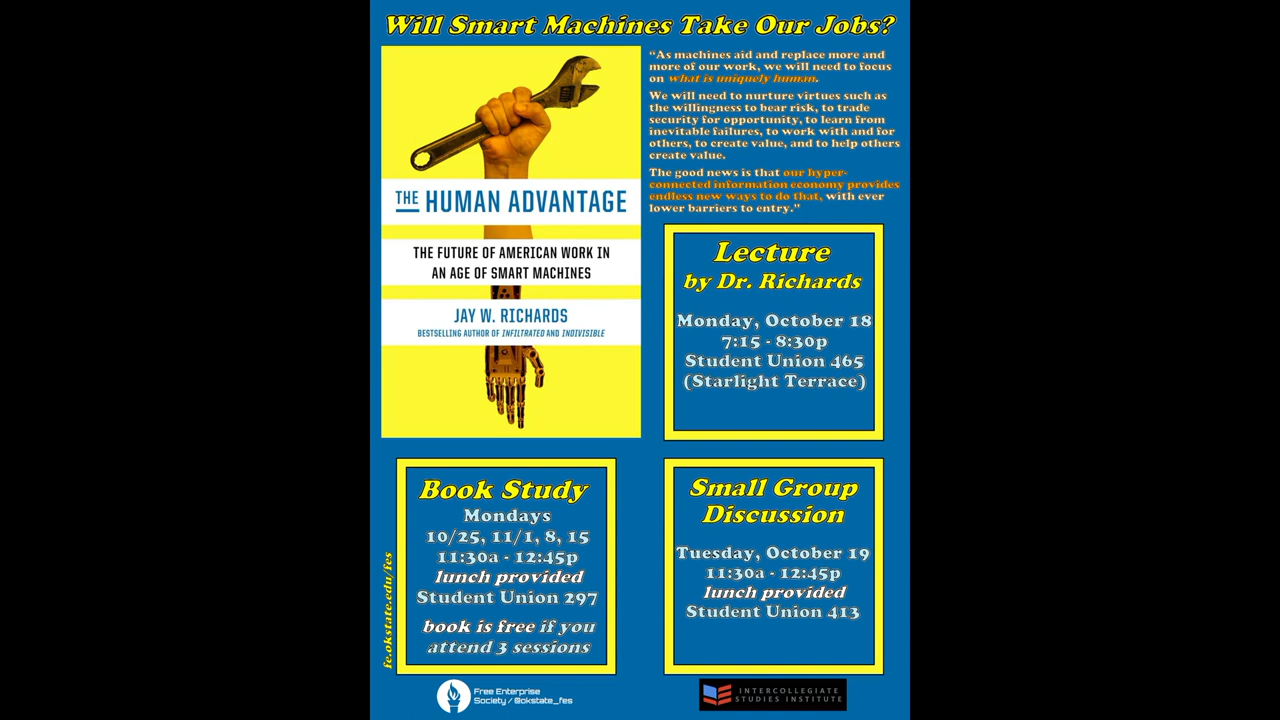 Will Smart Machines Take Our Jobs?
THE HUMAN ADVANTAGE
THE FUTURE OF AMERICAN WORK IN
AN AGE OF SMART MACHINES
JAY W. RICHARDS
BESTSELLING AUTHOR OF INFILTRATED AND INDIVISIBLE
“As machines aid and replace more and
more of our work, we will need to focus
on what is uniquely human.
We will need to nurture virtues such as
the willingness to bear risk, to trade
security for opportunity, to learn from
inevitable failures, to work with and for
others, to create value, and to help others
create value.
The good news is that our hyper-
connected information economy provides
endless new ways to do that, with ever
lower barriers to entry.”
Lecture
by Dr. Richards
Monday, October 18
7:15 - 8:30p
Student Union 465
(Starlight Terrace)
Book Study
Mondays
10/25, 11/1, 8, 15
11:30a - 12:45p
lunch provided
Student Union 297
book is free if you
attend 3 sessions
Small Group
Discussion
Tuesday, October 19
11:30a - 12:45p
lunch provided
Student Union 413
fe.okstate.edu/fes
Free Enterprise
Society / @okstate_fes
INTERCOLLEGIATE
STUDIES INSTITUTE